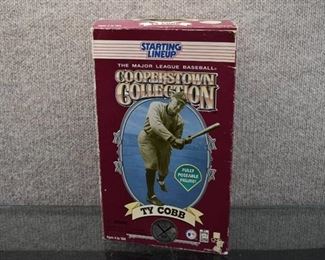 STARTING
LINEUP
THE MAJOR LEAGUE BASEBALL
COOPERSTOWN
COLLECTION
FULLY
POSEABLE
FIGURE!
TY COBB